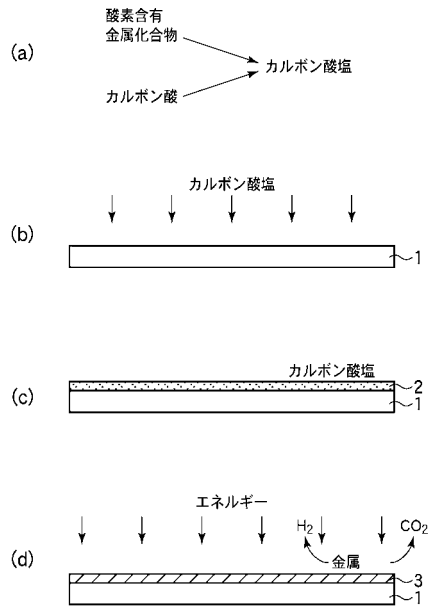 (a)
酸素含有
金属化合物
カルボン酸塩
カルボン酸
カルボン酸塩
(b)
1
カルボン酸塩
(c)
2
1
エネルギー
H2
CO2
(d)
金属
3
1